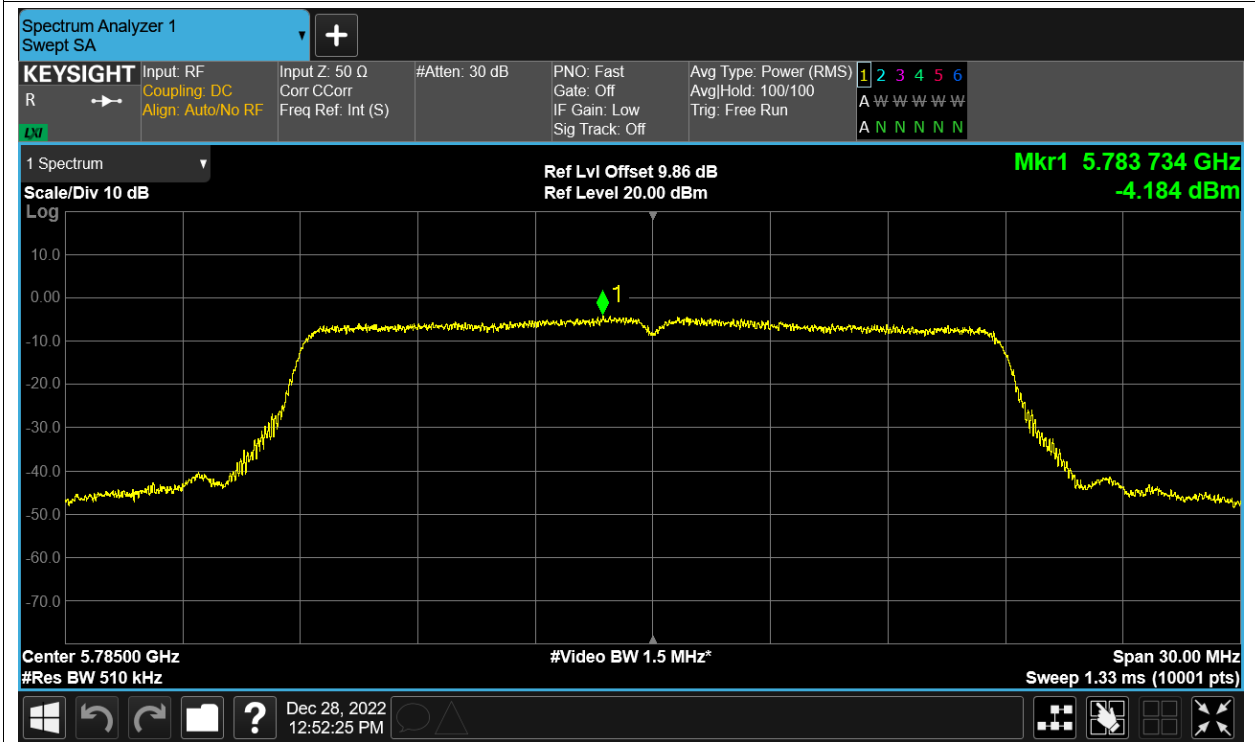 Spectrum Analyzer 1
Swept SA
+
KEYSIGHT
R
LXI
Input: RF
Coupling: DC
Align: Auto/No RF
Input Z: 50 Ω
Corr CCorr
Freq Ref: Int (S)
#Atten: 30 dB
PNO: Fast
Gate: Off
IF Gain: Low
Sig Track: Off
Avg Type: Power (RMS)
Avg|Hold: 100/100
Trig: Free Run
1 2 3 4 5 6
A W W W W W
A N N N N N
1 Spectrum
Scale/Div 10 dB
Log
Ref Lvl Offset 9.86 dB
Ref Level 20.00 dBm
Mkr1 5.783 734 GHz
-4.184 dBm
10.0
0.00
-10.0
-20.0
-30.0
-40.0
-50.0
-60.0
-70.0
1
Center 5.78500 GHz
#Res BW 510 kHz
#Video BW 1.5 MHz*
Span 30.00 MHz
Sweep 1.33 ms (10001 pts)
?
Dec 28, 2022
12:52:25 PM